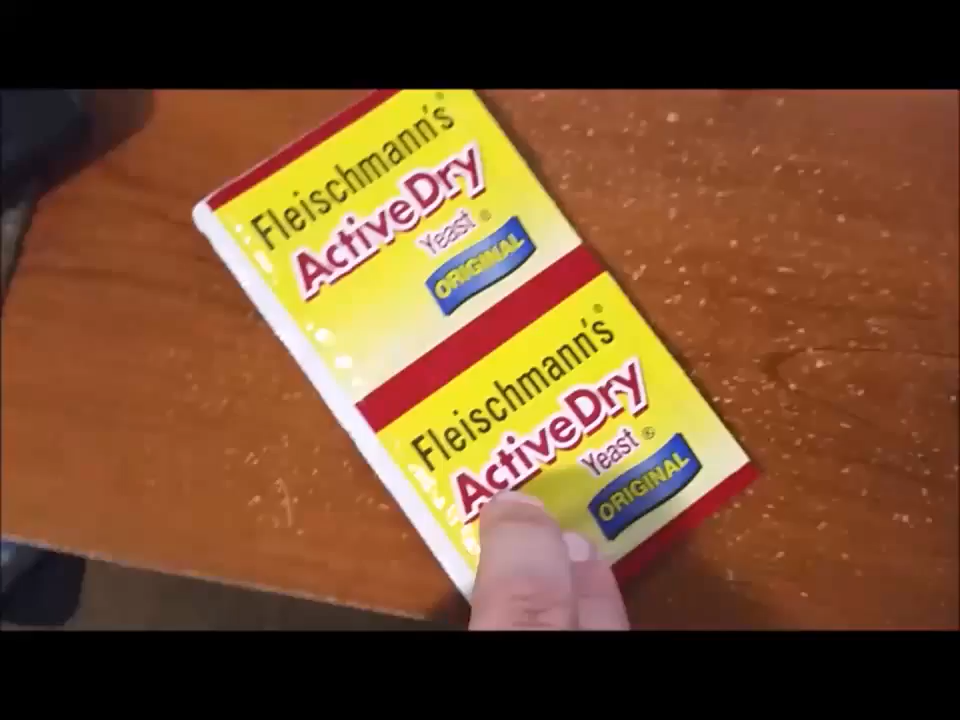 Fleischmann's®
ActiveDry
Yeast ®
ORIGINAL
Fleischmann's®
ActiveDry
Yeast ®
ORIGINAL